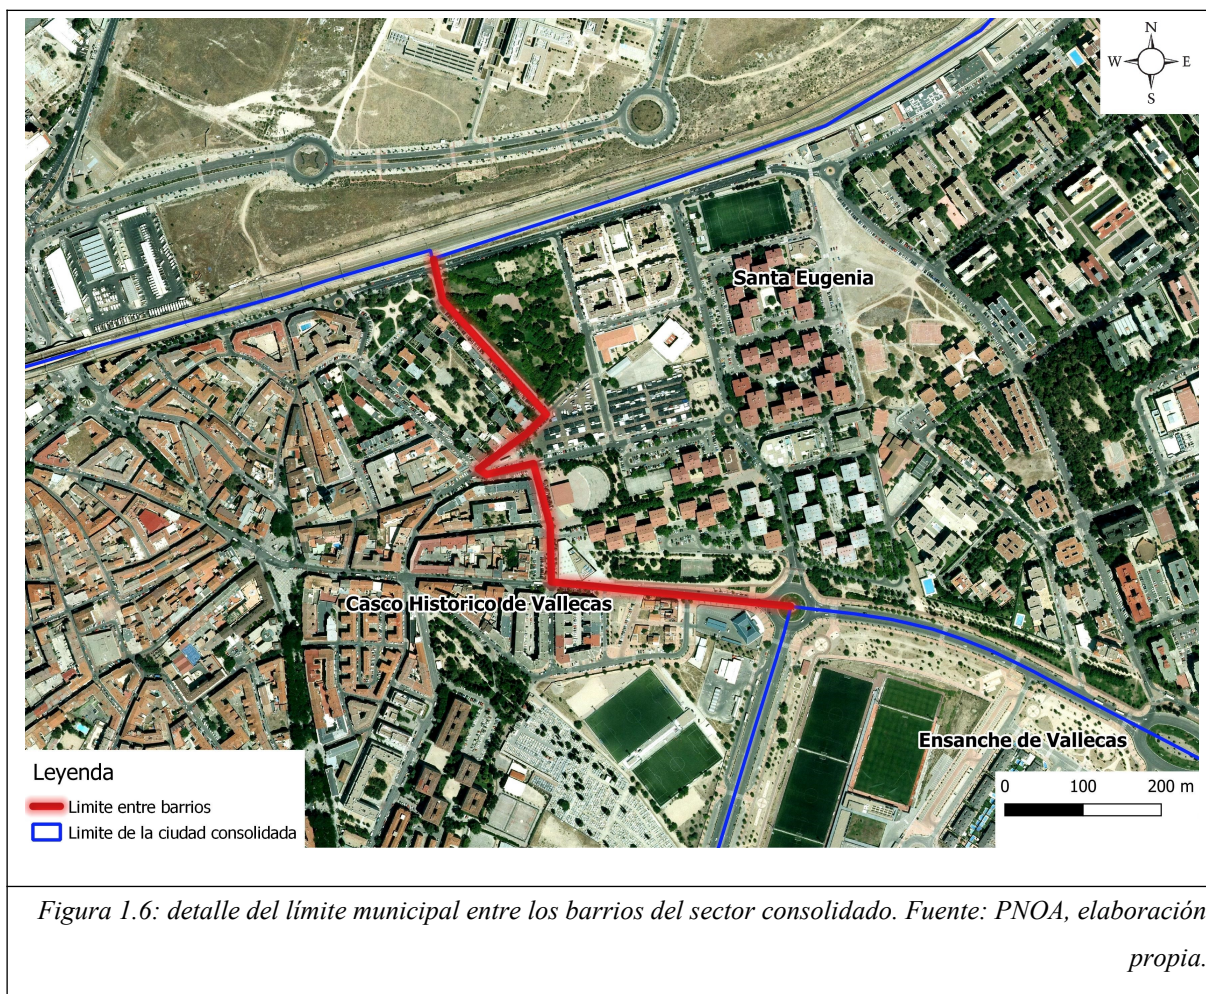 N
W E
S
Santa Eugenia
Casco Historico de Vallecas
Ensanche de Vallecas
Leyenda
Limite entre barrios
Limite de la ciudad consolidada
0 100 200 m
Figura 1.6: detalle del límite municipal entre los barrios del sector consolidado. Fuente: PNOA, elaboración
propia.